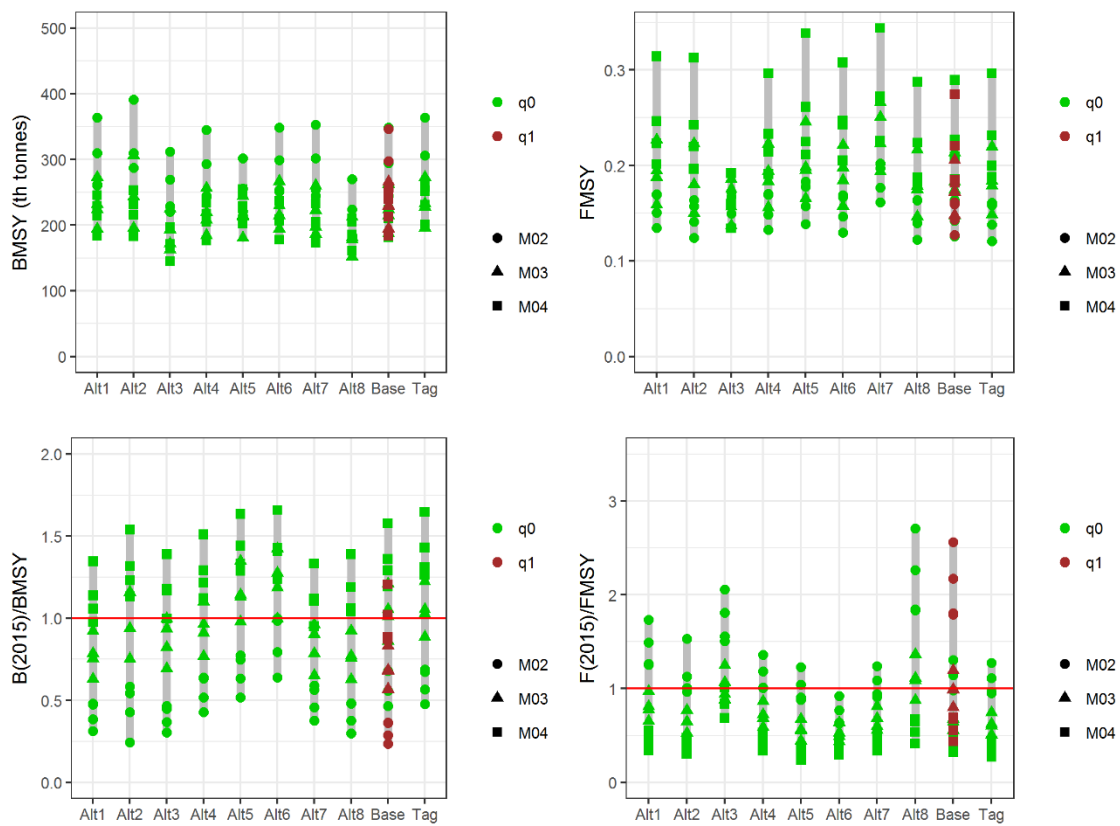 BMSY (th tonnes)
500
400
300
200
100
0
Alt1 Alt2 Alt3 Alt4 Alt5 Alt6 Alt7 Alt8 Base Tag
q0
q1
M02
M03
M04
FMSY
0.3
0.2
0.1
0.0
Alt1 Alt2 Alt3 Alt4 Alt5 Alt6 Alt7 Alt8 Base Tag
q0
q1
M02
M03
M04
B(2015)/BMSY
2.0
1.5
1.0
0.5
0.0
Alt1 Alt2 Alt3 Alt4 Alt5 Alt6 Alt7 Alt8 Base Tag
q0
q1
M02
M03
M04
F(2015)/FMSY
3
2
1
0
Alt1 Alt2 Alt3 Alt4 Alt5 Alt6 Alt7 Alt8 Base Tag
q0
q1
M02
M03
M04